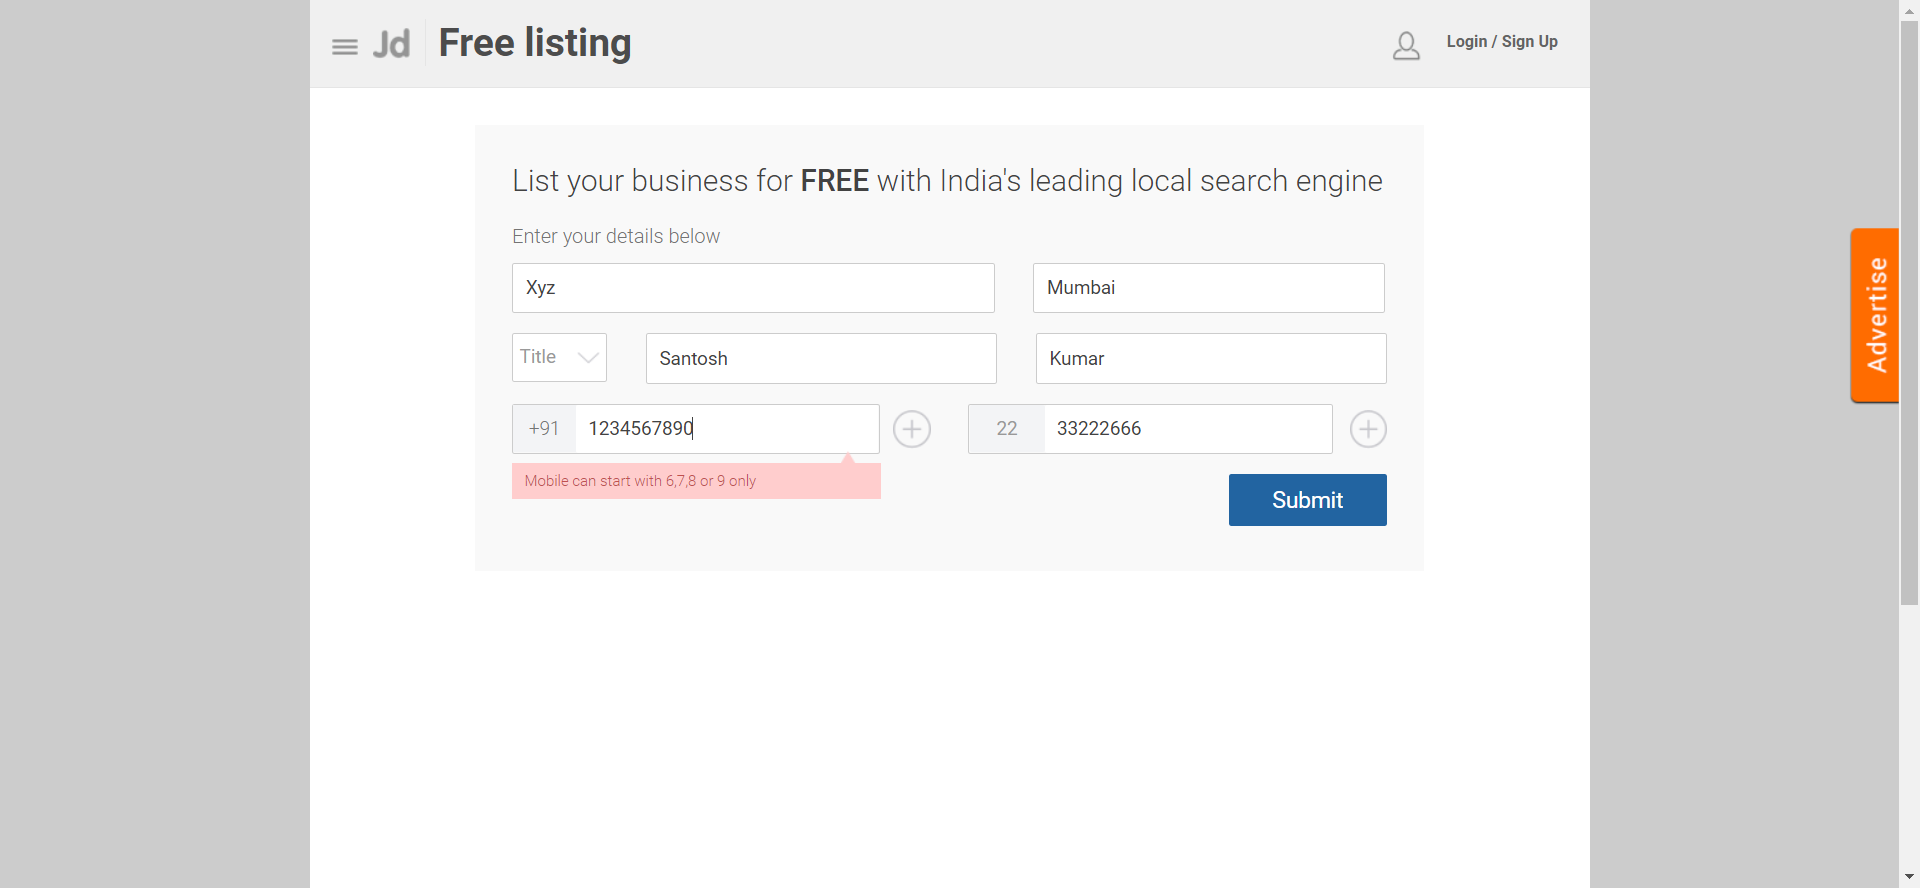 Jd Free listing
Login / Sign Up
List your business for FREE with India's leading local search engine
Enter your details below
Xyz
Mumbai
Title
Santosh
Kumar
+91 1234567890
22 33222666
Mobile can start with 6,7,8 or 9 only
Submit
Advertise